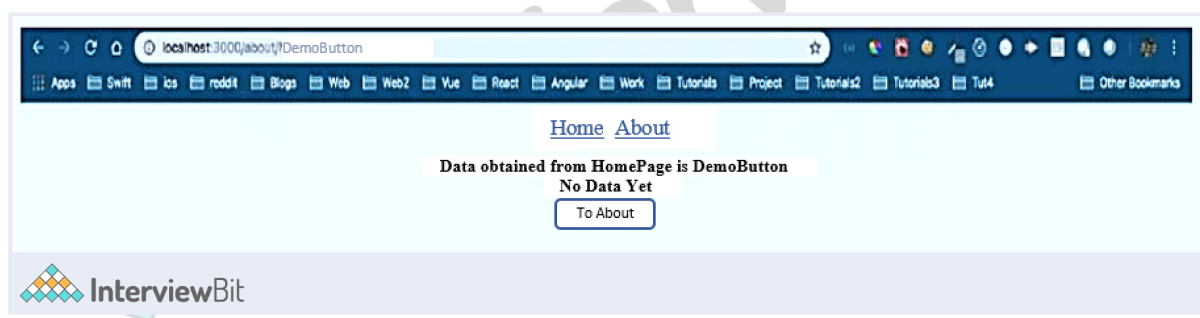 localhost:3000/about/?DemoButton
Apps Swift ios reddit Blogs Web Web2 Vue React Angular Work Tutorials Project Tutorials2 Tutorials3 Tut4 Other Bookmarks
Home About
Data obtained from HomePage is DemoButton
No Data Yet
To About
InterviewBit